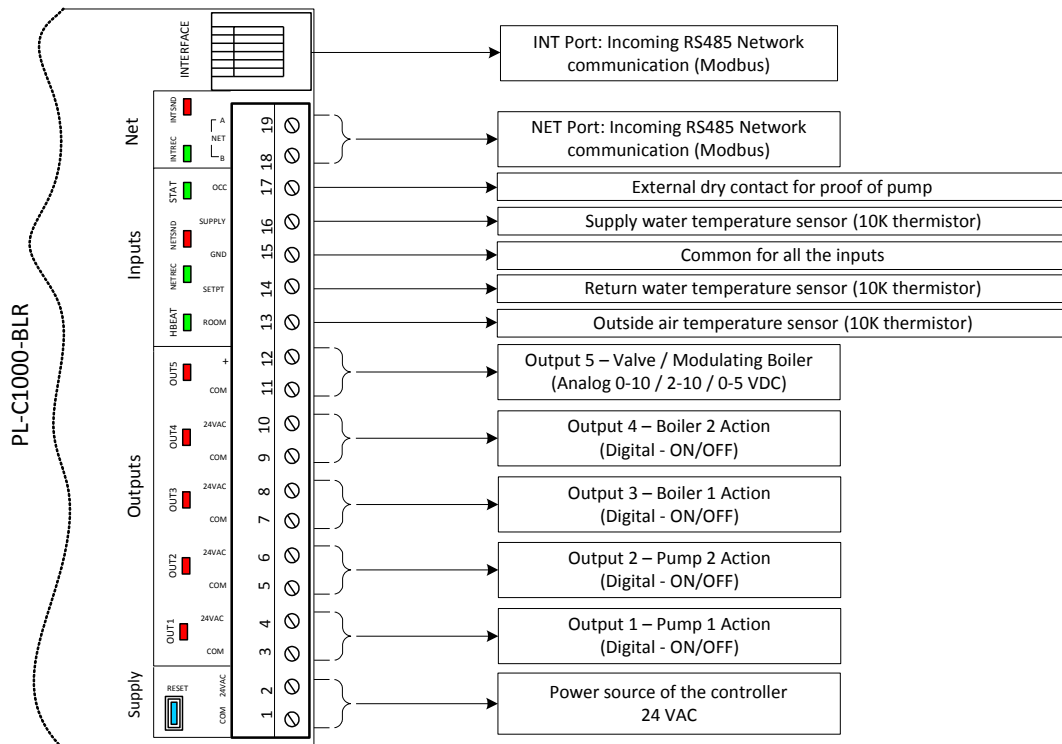 PL-C1000-BLR
INTERFACE
INT Port: Incoming RS485 Network
communication (Modbus)
Net
INTSND
INTREC
A
NET
B
19
18
NET Port: Incoming RS485 Network
communication (Modbus)
Inputs
STAT
NETSND
NETREC
HBEAT
OCC
17
External dry contact for proof of pump
SUPPLY
16
Supply water temperature sensor (10K thermistor)
GND
15
Common for all the inputs
SETPT
14
Return water temperature sensor (10K thermistor)
ROOM
13
Outside air temperature sensor (10K thermistor)
Outputs
OUT5
+
COM
12
11
Output 5 – Valve / Modulating Boiler
(Analog 0-10 / 2-10 / 0-5 VDC)
OUT4
24VAC
COM
10
9
Output 4 – Boiler 2 Action
(Digital - ON/OFF)
OUT3
24VAC
COM
8
7
Output 3 – Boiler 1 Action
(Digital - ON/OFF)
OUT2
24VAC
COM
6
5
Output 2 – Pump 2 Action
(Digital - ON/OFF)
OUT1
24VAC
COM
4
3
Output 1 – Pump 1 Action
(Digital - ON/OFF)
Supply
RESET
24VAC
COM
2
1
Power source of the controller
24 VAC